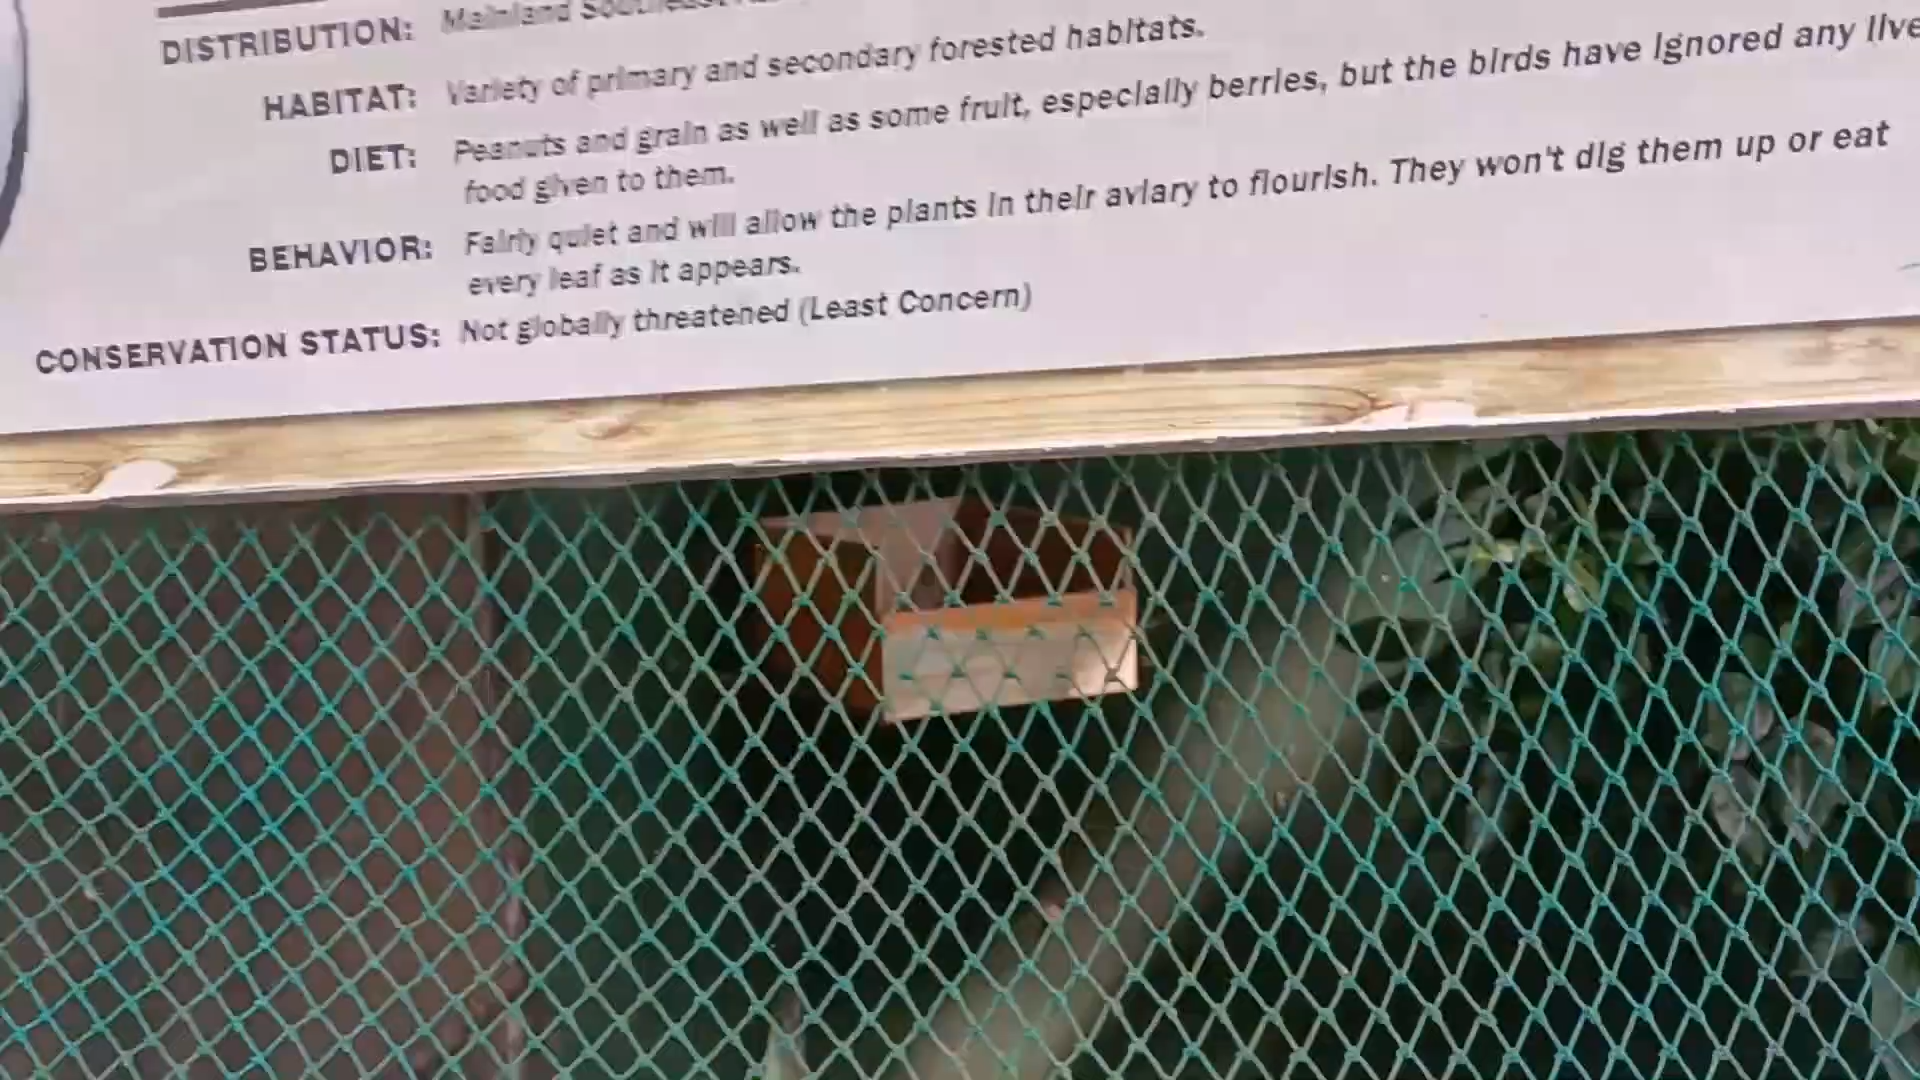 DISTRIBUTION: Mainland Southeast
HABITAT: Variety of primary and secondary forested habitats.
DIET: Peanuts and grain as well as some fruit, especially berries, but the birds have ignored any live
food given to them.
BEHAVIOR: Fairly quiet and will allow the plants in their aviary to flourish. They won't dig them up or eat
every leaf as it appears.
CONSERVATION STATUS: Not globally threatened (Least Concern)